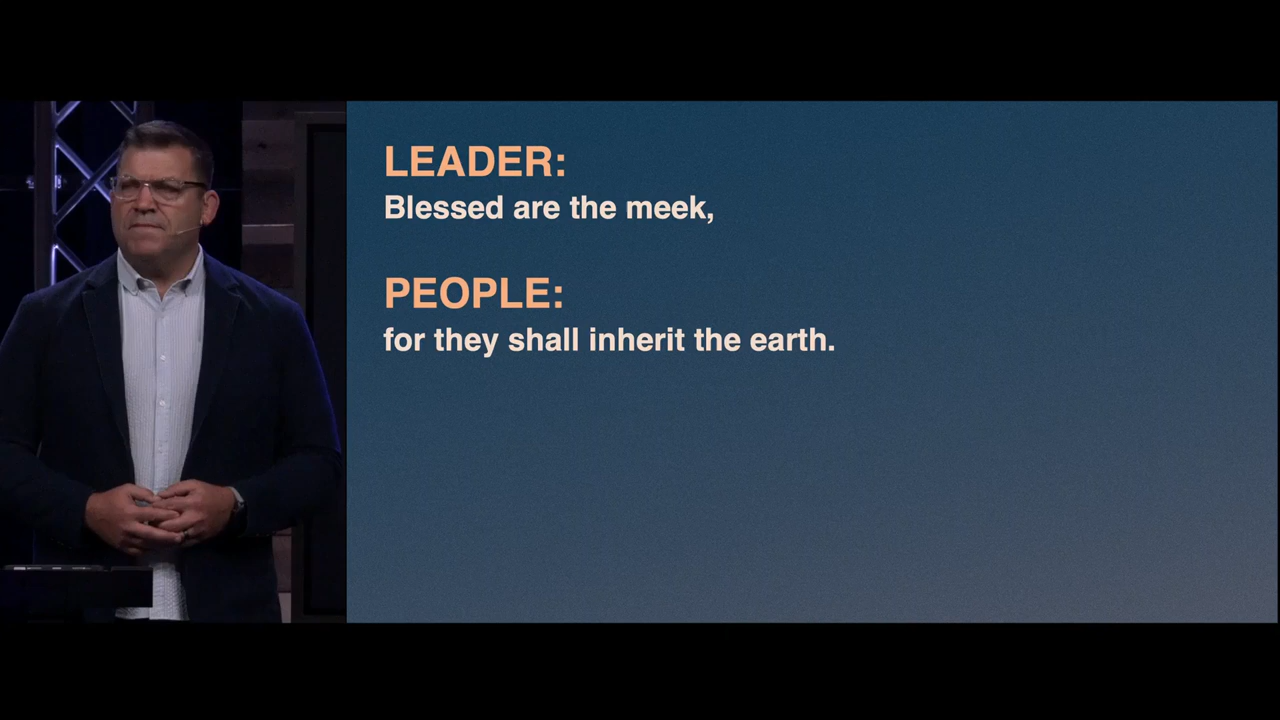 LEADER:
Blessed are the meek,
PEOPLE:
for they shall inherit the earth.